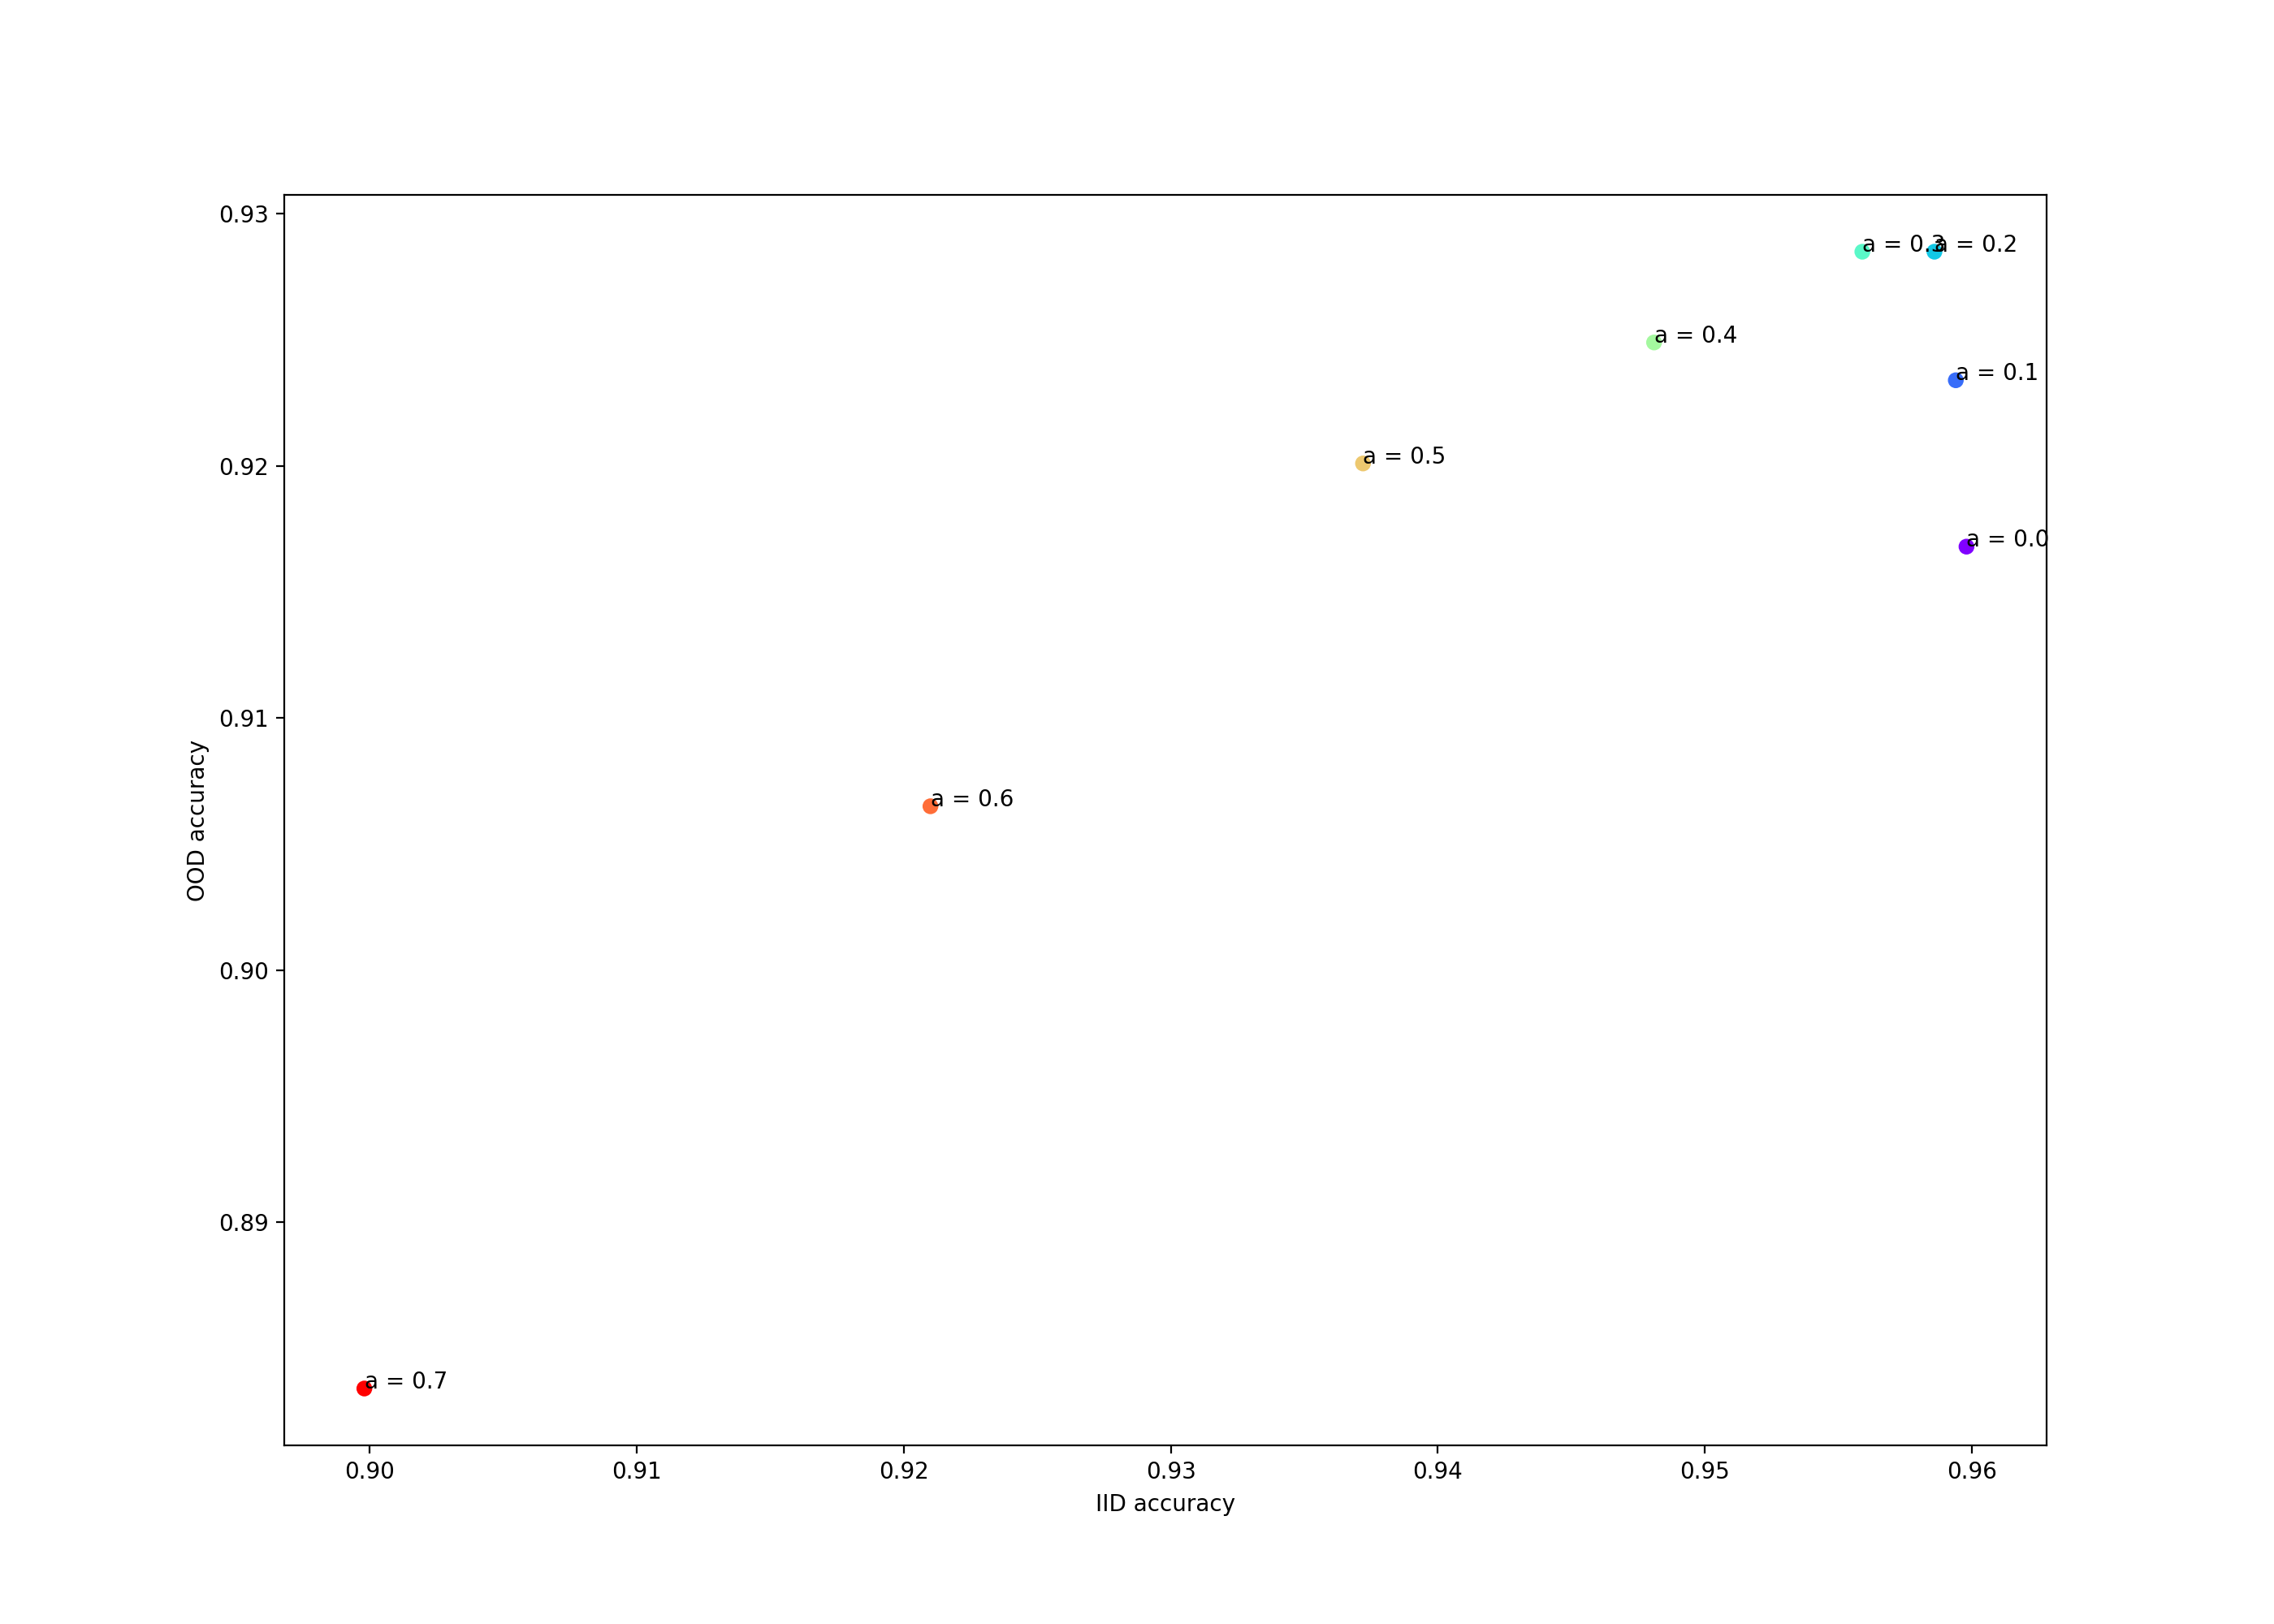 0.93
a = 0.3
a = 0.2
a = 0.4
a = 0.1
0.92
a = 0.5
a = 0.0
0.91
a = 0.6
OOD accuracy
0.90
0.89
a = 0.7
0.90 0.91 0.92 0.93 0.94 0.95 0.96
IID accuracy